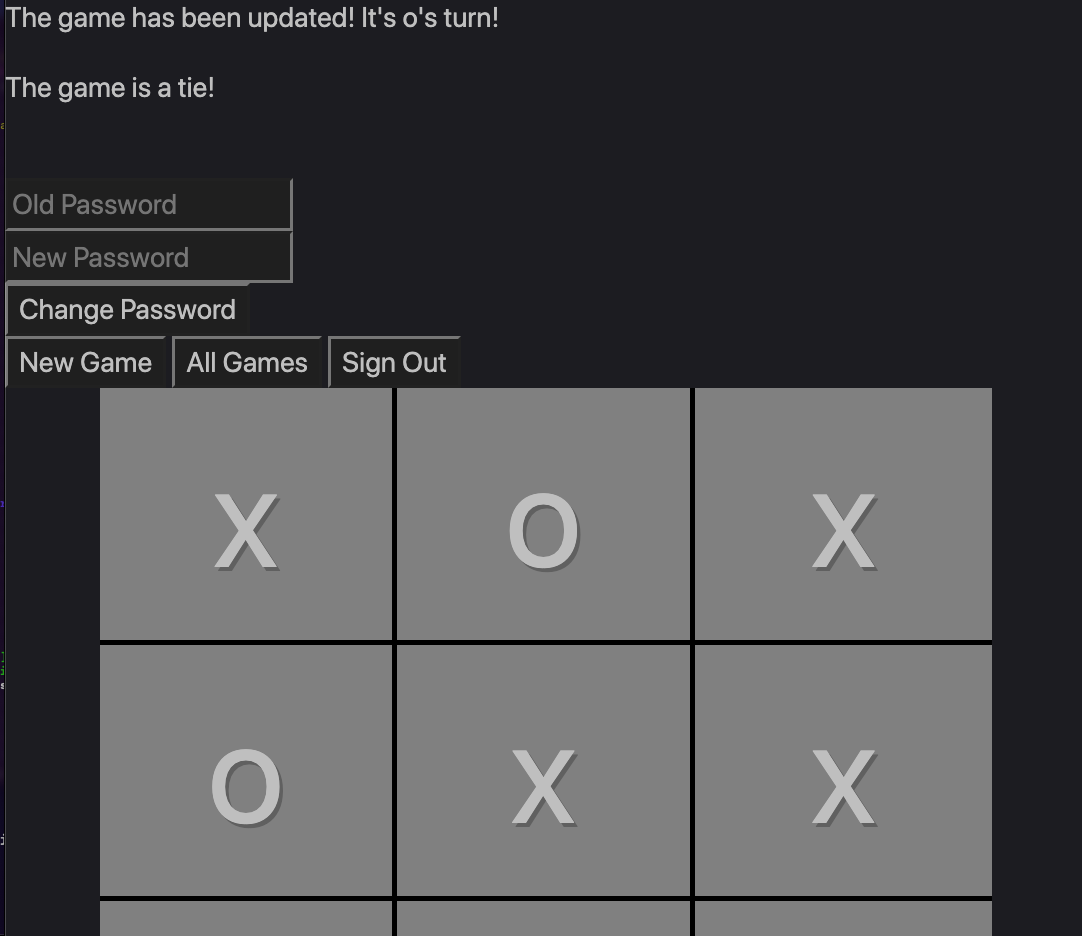 The game has been updated! It's o's turn!
The game is a tie!
Old Password
New Password
Change Password
New Game All Games Sign Out
X O X
O X X